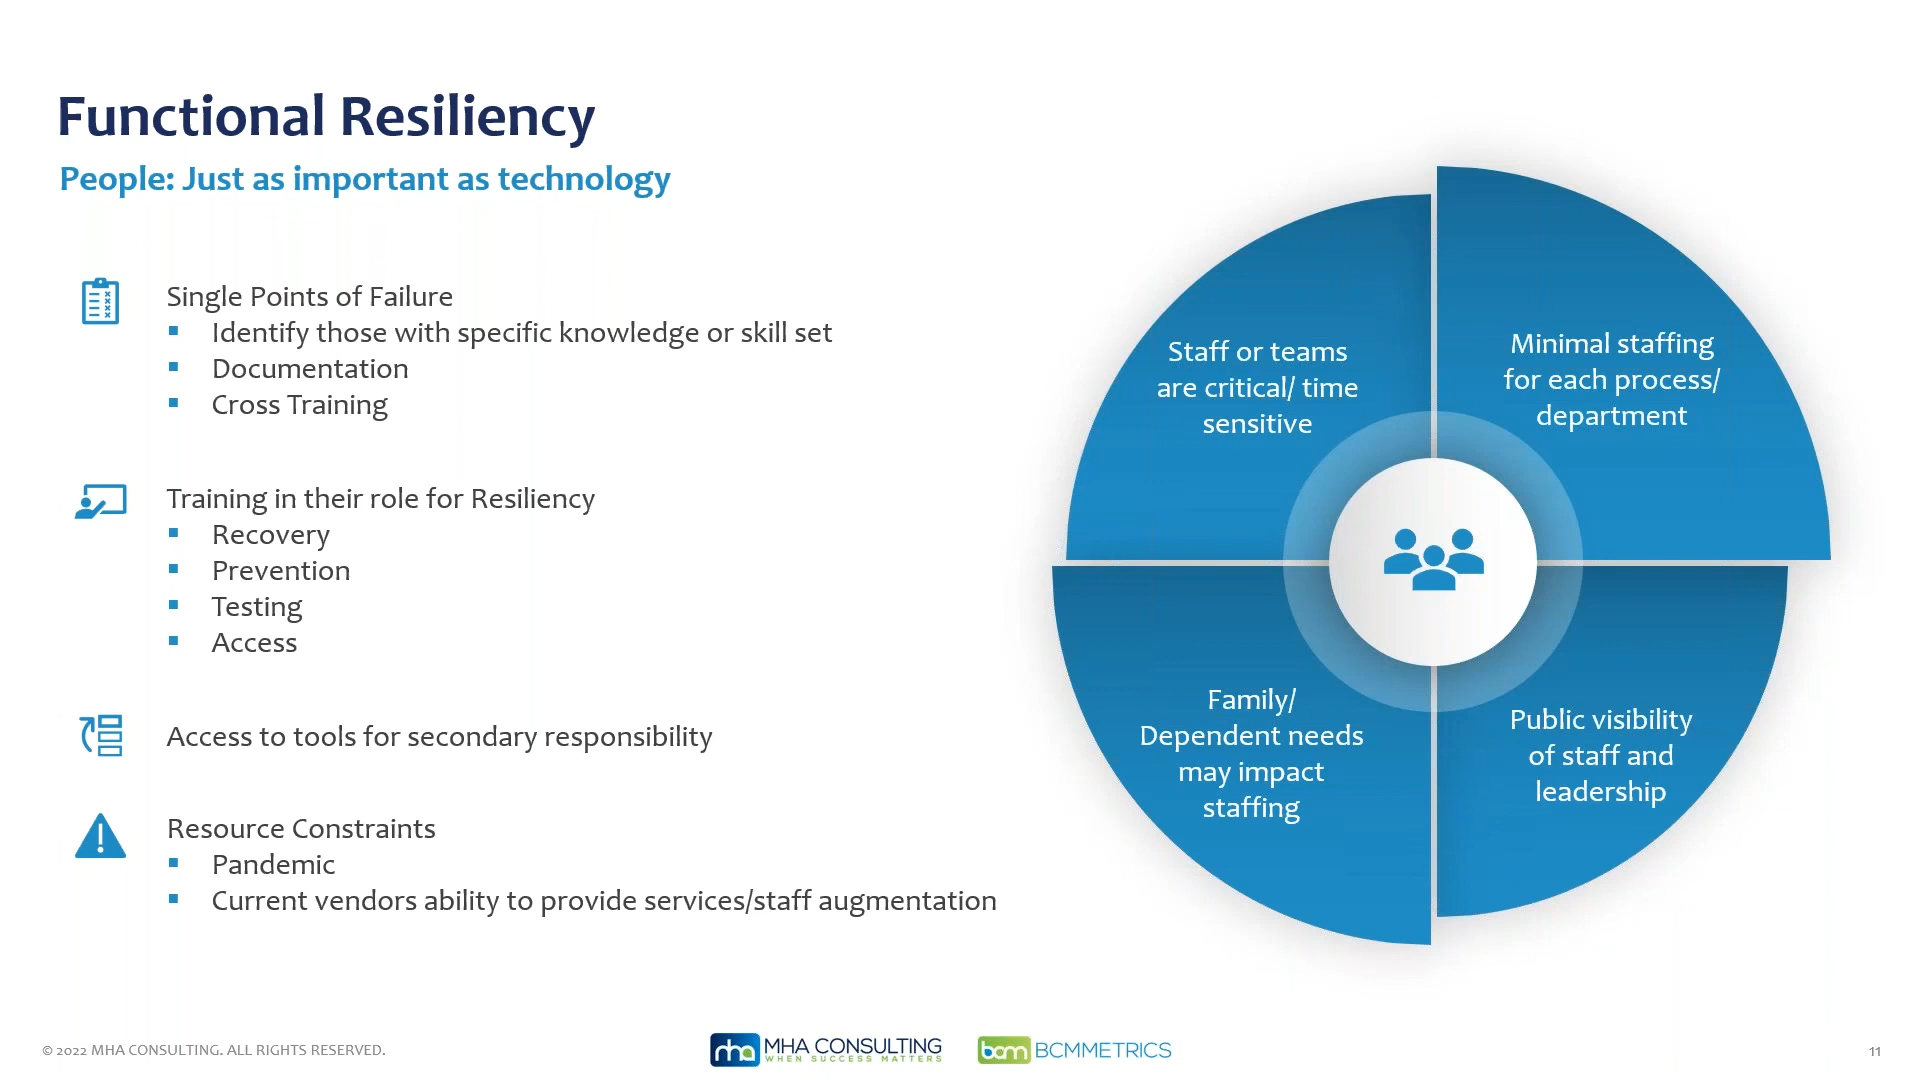 Functional Resiliency
People: Just as important as technology
Single Points of Failure
▪ Identify those with specific knowledge or skill set
▪ Documentation
▪ Cross Training
Training in their role for Resiliency
▪ Recovery
▪ Prevention
▪ Testing
▪ Access
Access to tools for secondary responsibility
Resource Constraints
▪ Pandemic
▪ Current vendors ability to provide services/staff augmentation
Staff or teams
are critical/ time
sensitive
Minimal staffing
for each process/
department
Family/
Dependent needs
may impact
staffing
Public visibility
of staff and
leadership
© 2022 MHA CONSULTING. ALL RIGHTS RESERVED.
mha MHA CONSULTING
WHEN SUCCESS MATTERS
bcm BCMMETRICS
11